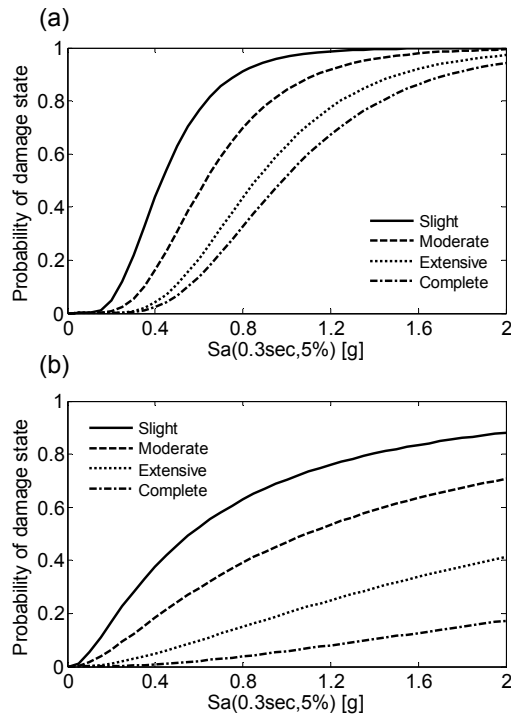 (a)
Probability of damage state
1
0.8
0.6
0.4
0.2
0
Slight
Moderate
Extensive
Complete
0 0.4 0.8 1.2 1.6 2
Sa(0.3sec,5%) [g]
(b)
Probability of damage state
1
0.8
0.6
0.4
0.2
0
Slight
Moderate
Extensive
Complete
0 0.4 0.8 1.2 1.6 2
Sa(0.3sec,5%) [g]